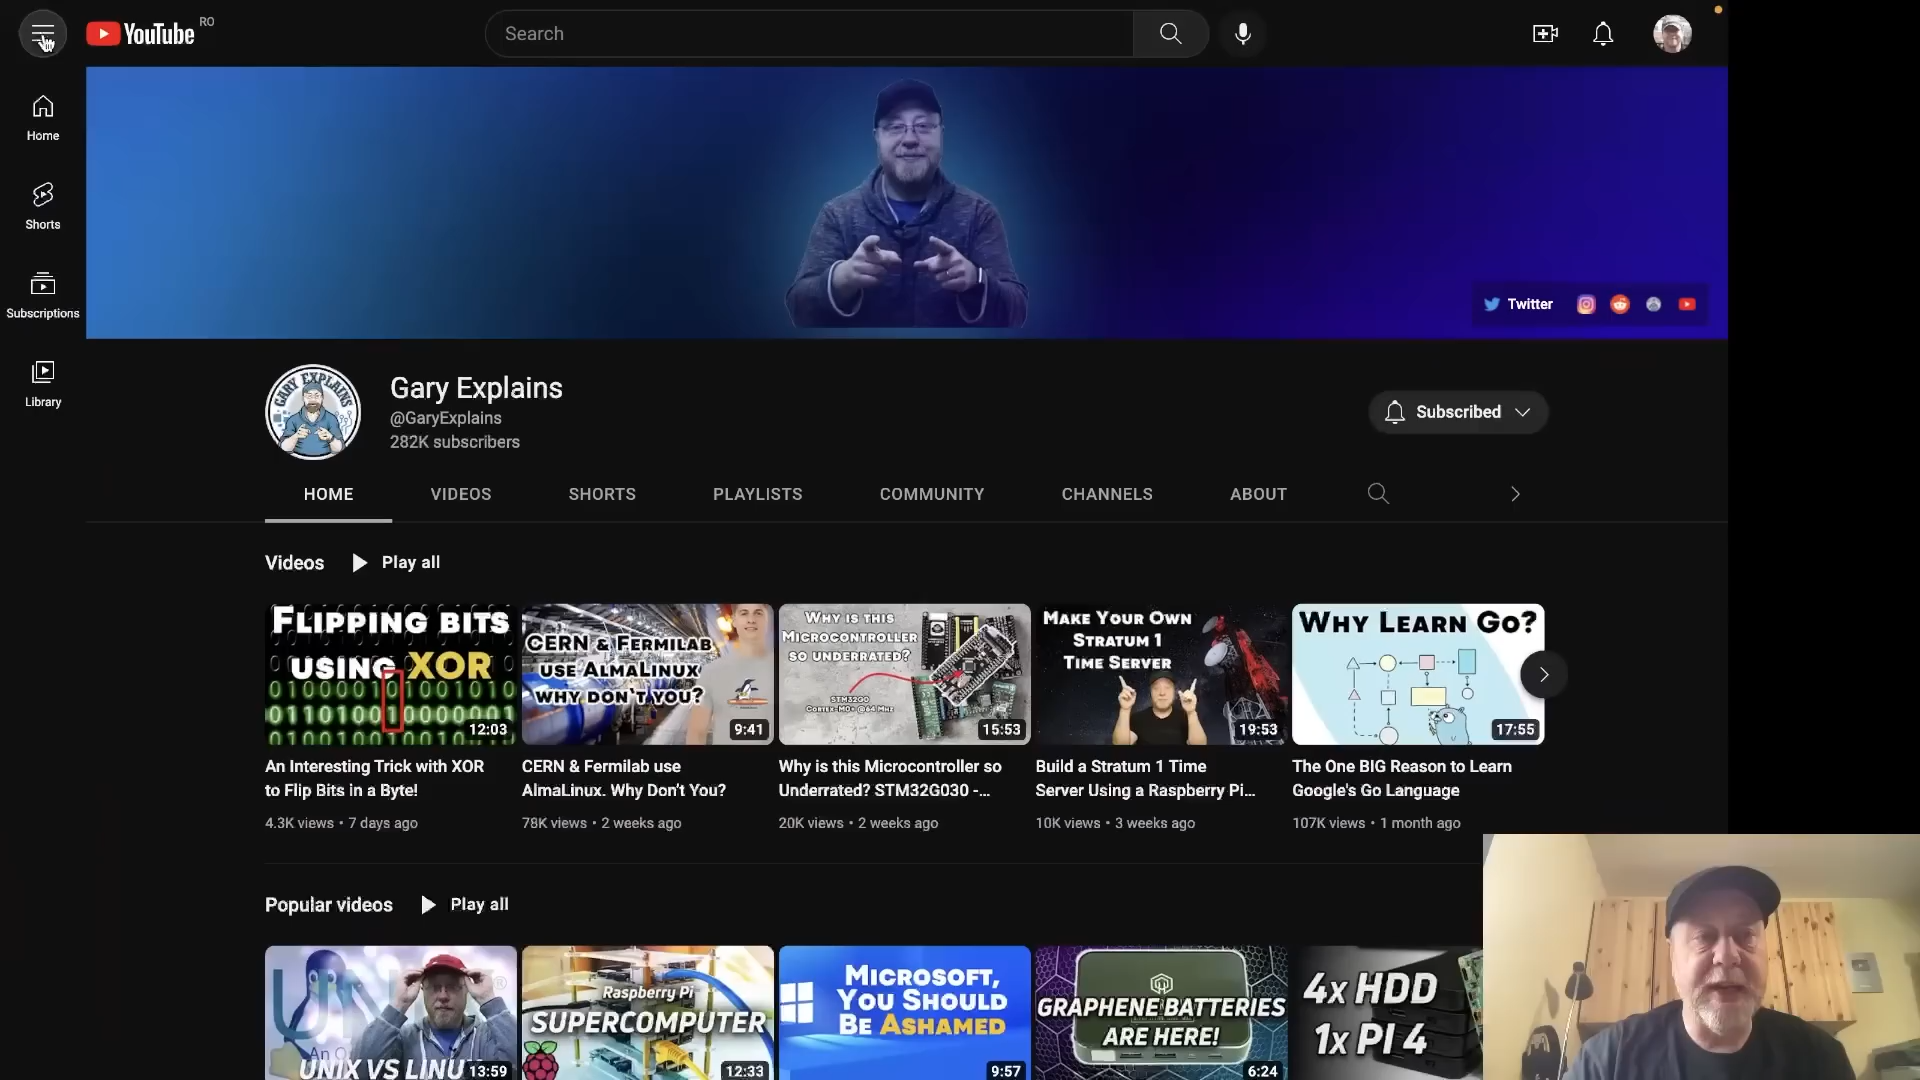 YouTube RO
Search
Home
Shorts
Subscriptions
Library
Twitter
GARY EXPLAINS
Gary Explains
@GaryExplains
282K subscribers
Subscribed
HOME VIDEOS SHORTS PLAYLISTS COMMUNITY CHANNELS ABOUT
Videos Play all
FLIPPING BITS
USING XOR
12:03
CERN & FERMILAB
USE ALMALINUX
WHY DON'T YOU?
9:41
WHY IS THIS
MICROCONTROLLER
SO UNDERRATED?
STM32G0
CORTEX-M0+ @64 MHZ
15:53
MAKE YOUR OWN
STRATUM 1
TIME SERVER
19:53
WHY LEARN GO?
17:55
An Interesting Trick with XOR
to Flip Bits in a Byte!
4.3K views • 7 days ago
CERN & Fermilab use
AlmaLinux. Why Don't You?
78K views • 2 weeks ago
Why is this Microcontroller so
Underrated? STM32G030 -...
20K views • 2 weeks ago
Build a Stratum 1 Time
Server Using a Raspberry Pi...
10K views • 3 weeks ago
The One BIG Reason to Learn
Google's Go Language
107K views • 1 month ago
Popular videos Play all
UNIX VS LINU
13:59
Raspberry Pi
SUPERCOMPUTER
12:33
MICROSOFT,
YOU SHOULD
BE ASHAMED
9:57
GRAPHENE BATTERIES
ARE HERE!
6:24
4x HDD
1x PI 4